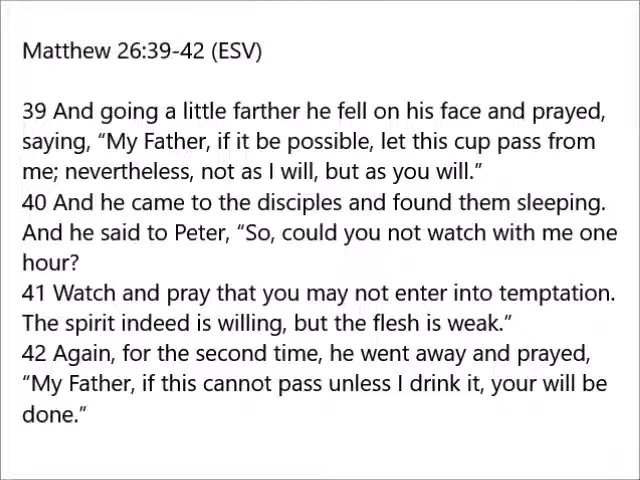 Matthew 26:39-42 (ESV)
39 And going a little farther he fell on his face and prayed,
saying, “My Father, if it be possible, let this cup pass from
me; nevertheless, not as I will, but as you will.”
40 And he came to the disciples and found them sleeping.
And he said to Peter, “So, could you not watch with me one
hour?
41 Watch and pray that you may not enter into temptation.
The spirit indeed is willing, but the flesh is weak.”
42 Again, for the second time, he went away and prayed,
“My Father, if this cannot pass unless I drink it, your will be
done.”